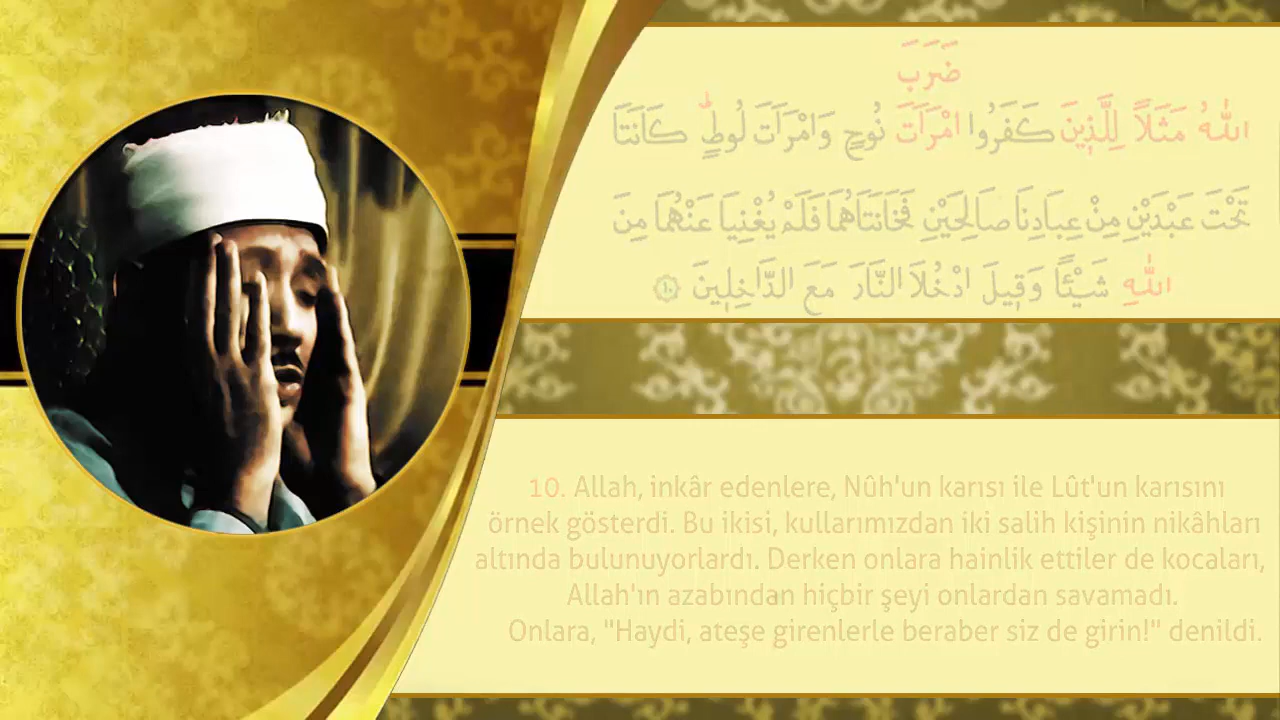 ضَرَبَ
اللّٰهُ مَثَلًا لِلَّذٖينَ كَفَرُوا امْرَاَتَ نُوحٍ وَامْرَاَتَ لُوطٍؕ كَانَتَا
تَحْتَ عَبْدَيْنِ مِنْ عِبَادِنَا صَالِحَيْنِ فَخَانَتَاهُمَا فَلَمْ يُغْنِيَا عَنْهُمَا مِنَ
اللّٰهِ شَيْـًٔا وَقٖيلَ ادْخُلَا النَّارَ مَعَ الدَّاخِلٖينَ ﴿١٠﴾
10. Allah, inkâr edenlere, Nûh'un karısı ile Lût'un karısını
örnek gösterdi. Bu ikisi, kullarımızdan iki salih kişinin nikâhları
altında bulunuyorlardı. Derken onlara hainlik ettiler de kocaları,
Allah'ın azabından hiçbir şeyi onlardan savamadı.
Onlara, "Haydi, ateşe girenlerle beraber siz de girin!" denildi.